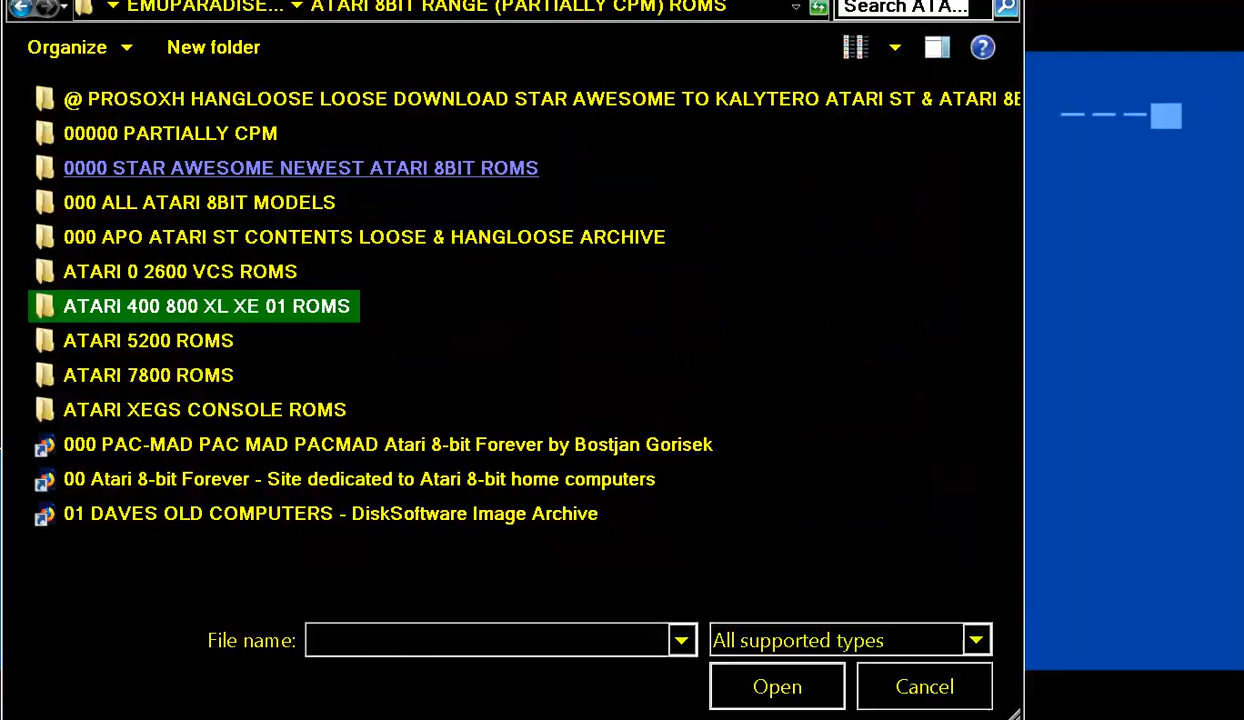 EMUPARADISE... ATARI 8BIT RANGE (PARTIALLY CPM) ROMS Search ATA...
Organize New folder
@ PROSOXH HANGLOOSE LOOSE DOWNLOAD STAR AWESOME TO KALYTERO ATARI ST & ATARI 8B
00000 PARTIALLY CPM
0000 STAR AWESOME NEWEST ATARI 8BIT ROMS
000 ALL ATARI 8BIT MODELS
000 APO ATARI ST CONTENTS LOOSE & HANGLOOSE ARCHIVE
ATARI 0 2600 VCS ROMS
ATARI 400 800 XL XE 01 ROMS
ATARI 5200 ROMS
ATARI 7800 ROMS
ATARI XEGS CONSOLE ROMS
000 PAC-MAD PAC MAD PACMAD Atari 8-bit Forever by Bostjan Gorisek
00 Atari 8-bit Forever - Site dedicated to Atari 8-bit home computers
01 DAVES OLD COMPUTERS - DiskSoftware Image Archive
File name: All supported types
Open Cancel